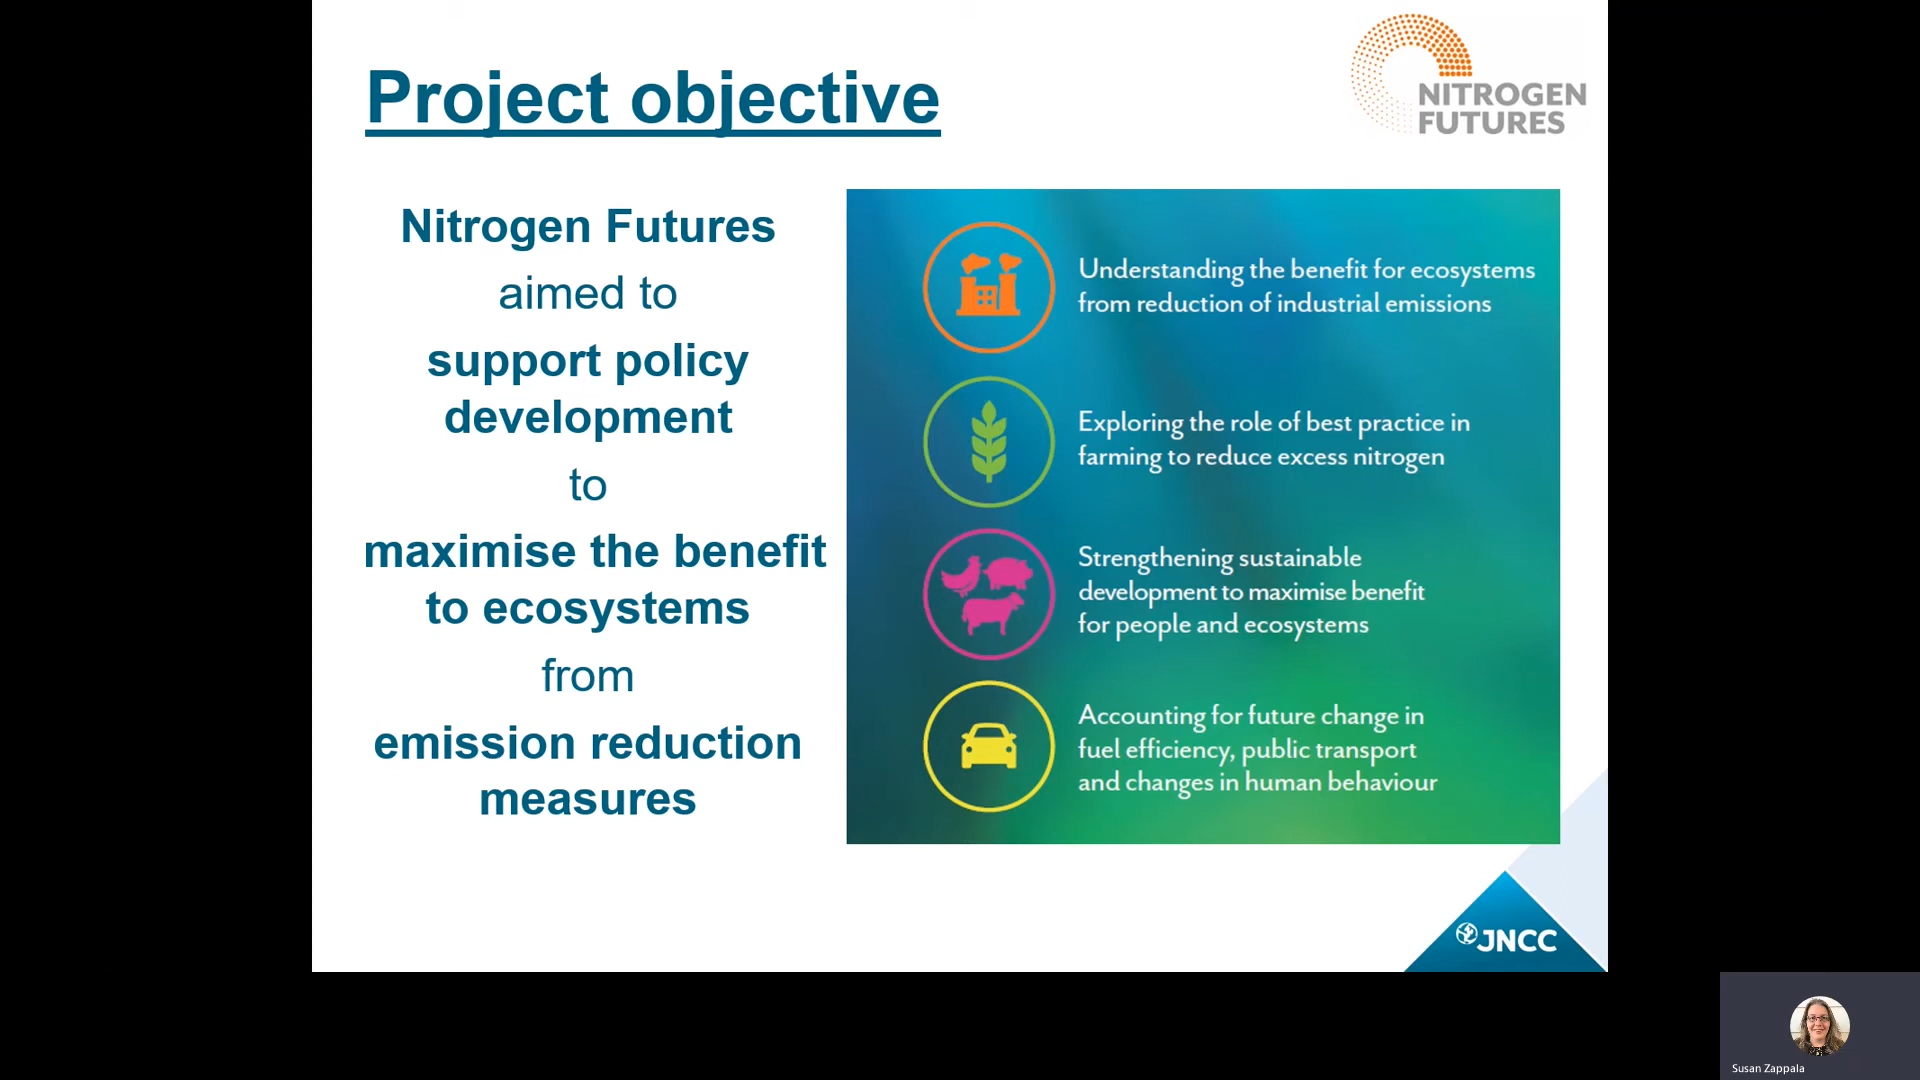 Project objective
NITROGEN
FUTURES
Nitrogen Futures
aimed to
support policy
development
to
maximise the benefit
to ecosystems
from
emission reduction
measures
Understanding the benefit for ecosystems
from reduction of industrial emissions
Exploring the role of best practice in
farming to reduce excess nitrogen
Strengthening sustainable
development to maximise benefit
for people and ecosystems
Accounting for future change in
fuel efficiency, public transport
and changes in human behaviour
JNCC
Susan Zappala